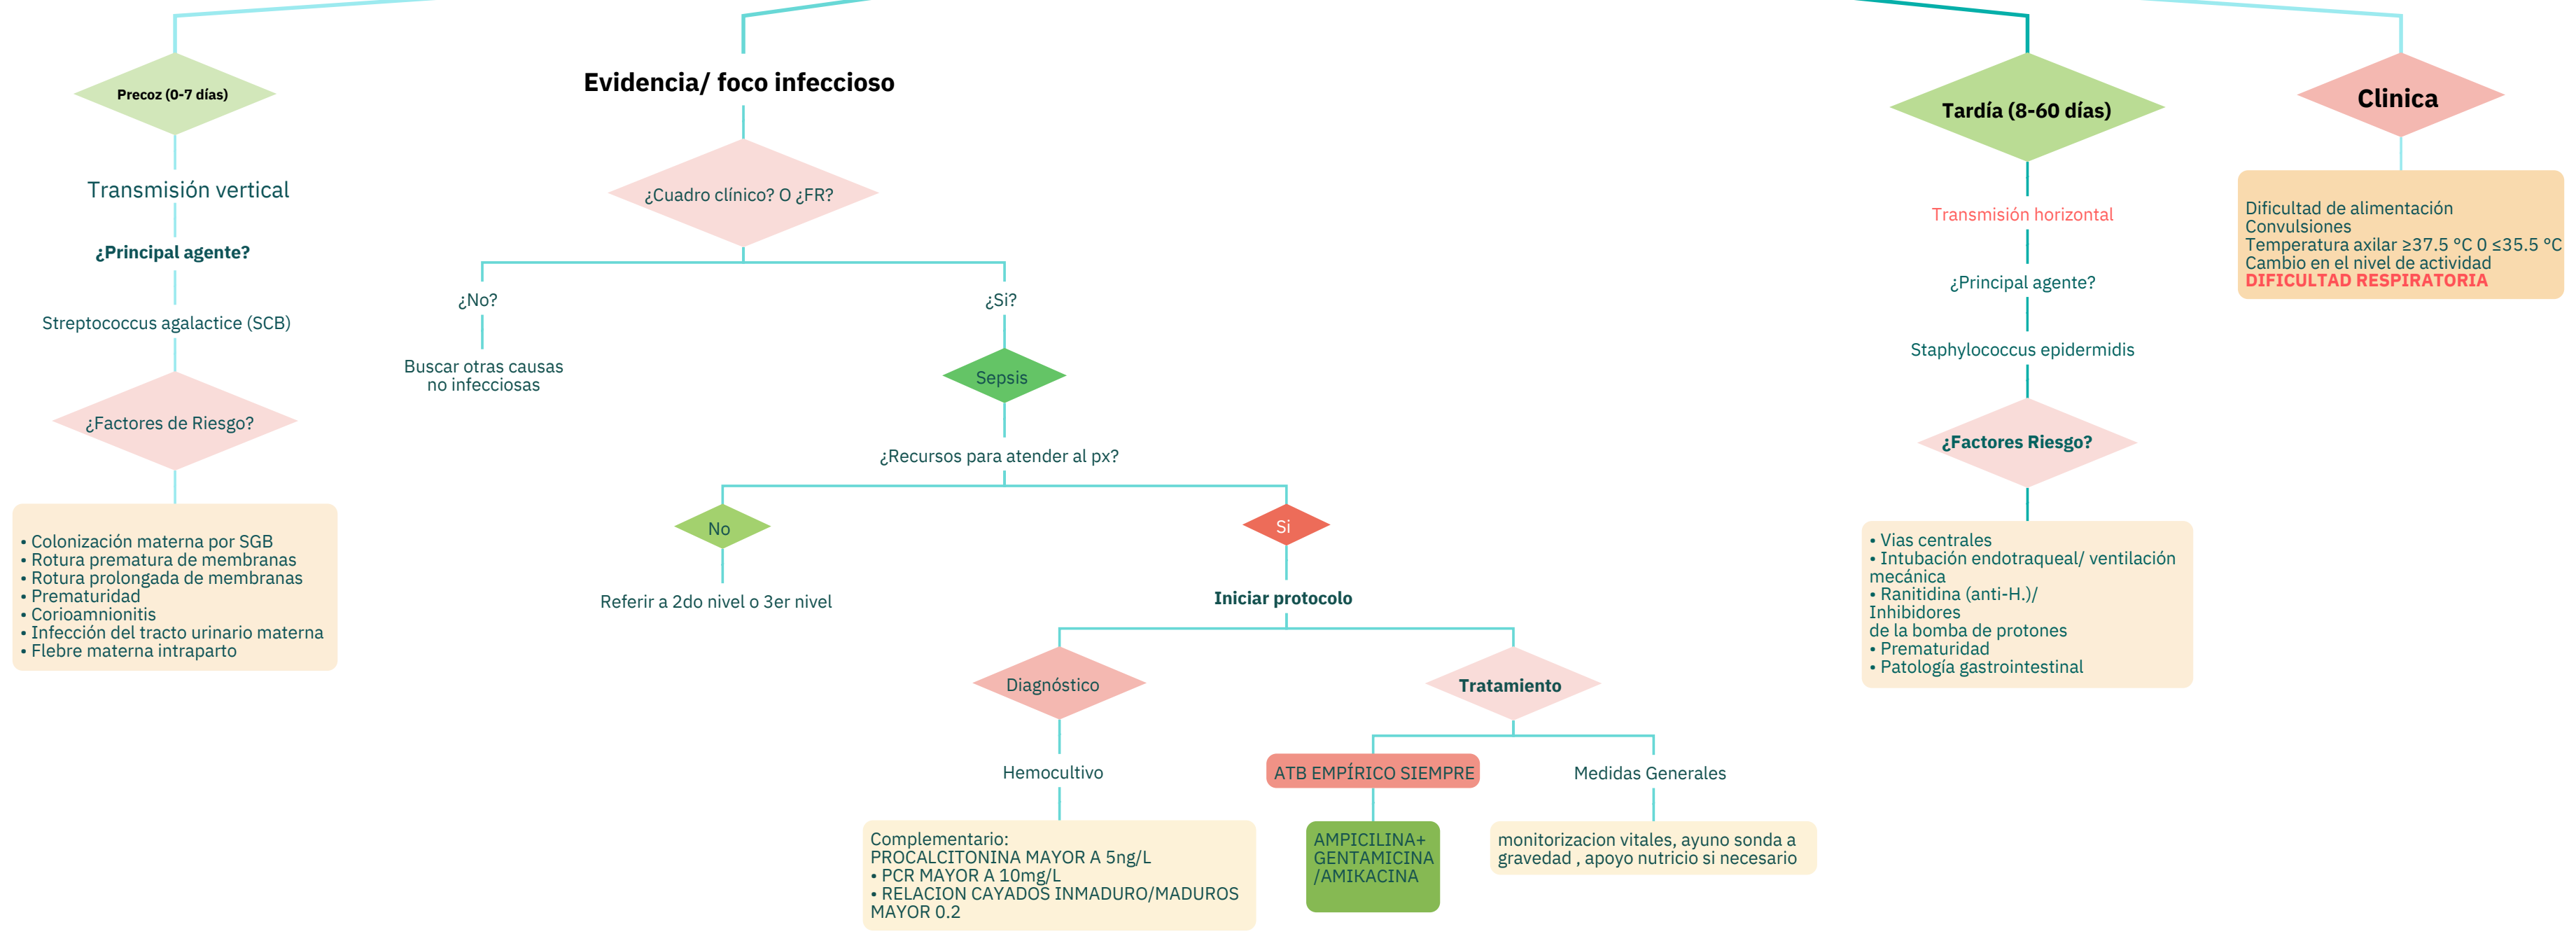 Precoz (0-7 días)
Transmisión vertical
¿Principal agente?
Streptococcus agalactice (SCB)
¿Factores de Riesgo?
• Colonización materna por SGB
• Rotura prematura de membranas
• Rotura prolongada de membranas
• Prematuridad
• Corioamnionitis
• Infección del tracto urinario materna
• Flebre materna intraparto
Evidencia/ foco infeccioso
¿Cuadro clínico? O ¿FR?
¿No?
Buscar otras causas
no infecciosas
¿Si?
Sepsis
¿Recursos para atender al px?
No
Referir a 2do nivel o 3er nivel
Si
Iniciar protocolo
Diagnóstico
Hemocultivo
Complementario:
PROCALCITONINA MAYOR A 5ng/L
• PCR MAYOR A 10mg/L
• RELACION CAYADOS INMADURO/MADUROS
MAYOR 0.2
Tratamiento
ATB EMPÍRICO SIEMPRE
AMPICILINA+
GENTAMICINA
/AMIKACINA
Medidas Generales
monitorizacion vitales, ayuno sonda a
gravedad , apoyo nutricio si necesario
Tardía (8-60 días)
Transmisión horizontal
¿Principal agente?
Staphylococcus epidermidis
¿Factores Riesgo?
• Vias centrales
• Intubación endotraqueal/ ventilación
mecánica
• Ranitidina (anti-H.)/
Inhibidores
de la bomba de protones
• Prematuridad
• Patología gastrointestinal
Clinica
Dificultad de alimentación
Convulsiones
Temperatura axilar ≥37.5 °C 0 ≤35.5 °C
Cambio en el nivel de actividad
DIFICULTAD RESPIRATORIA